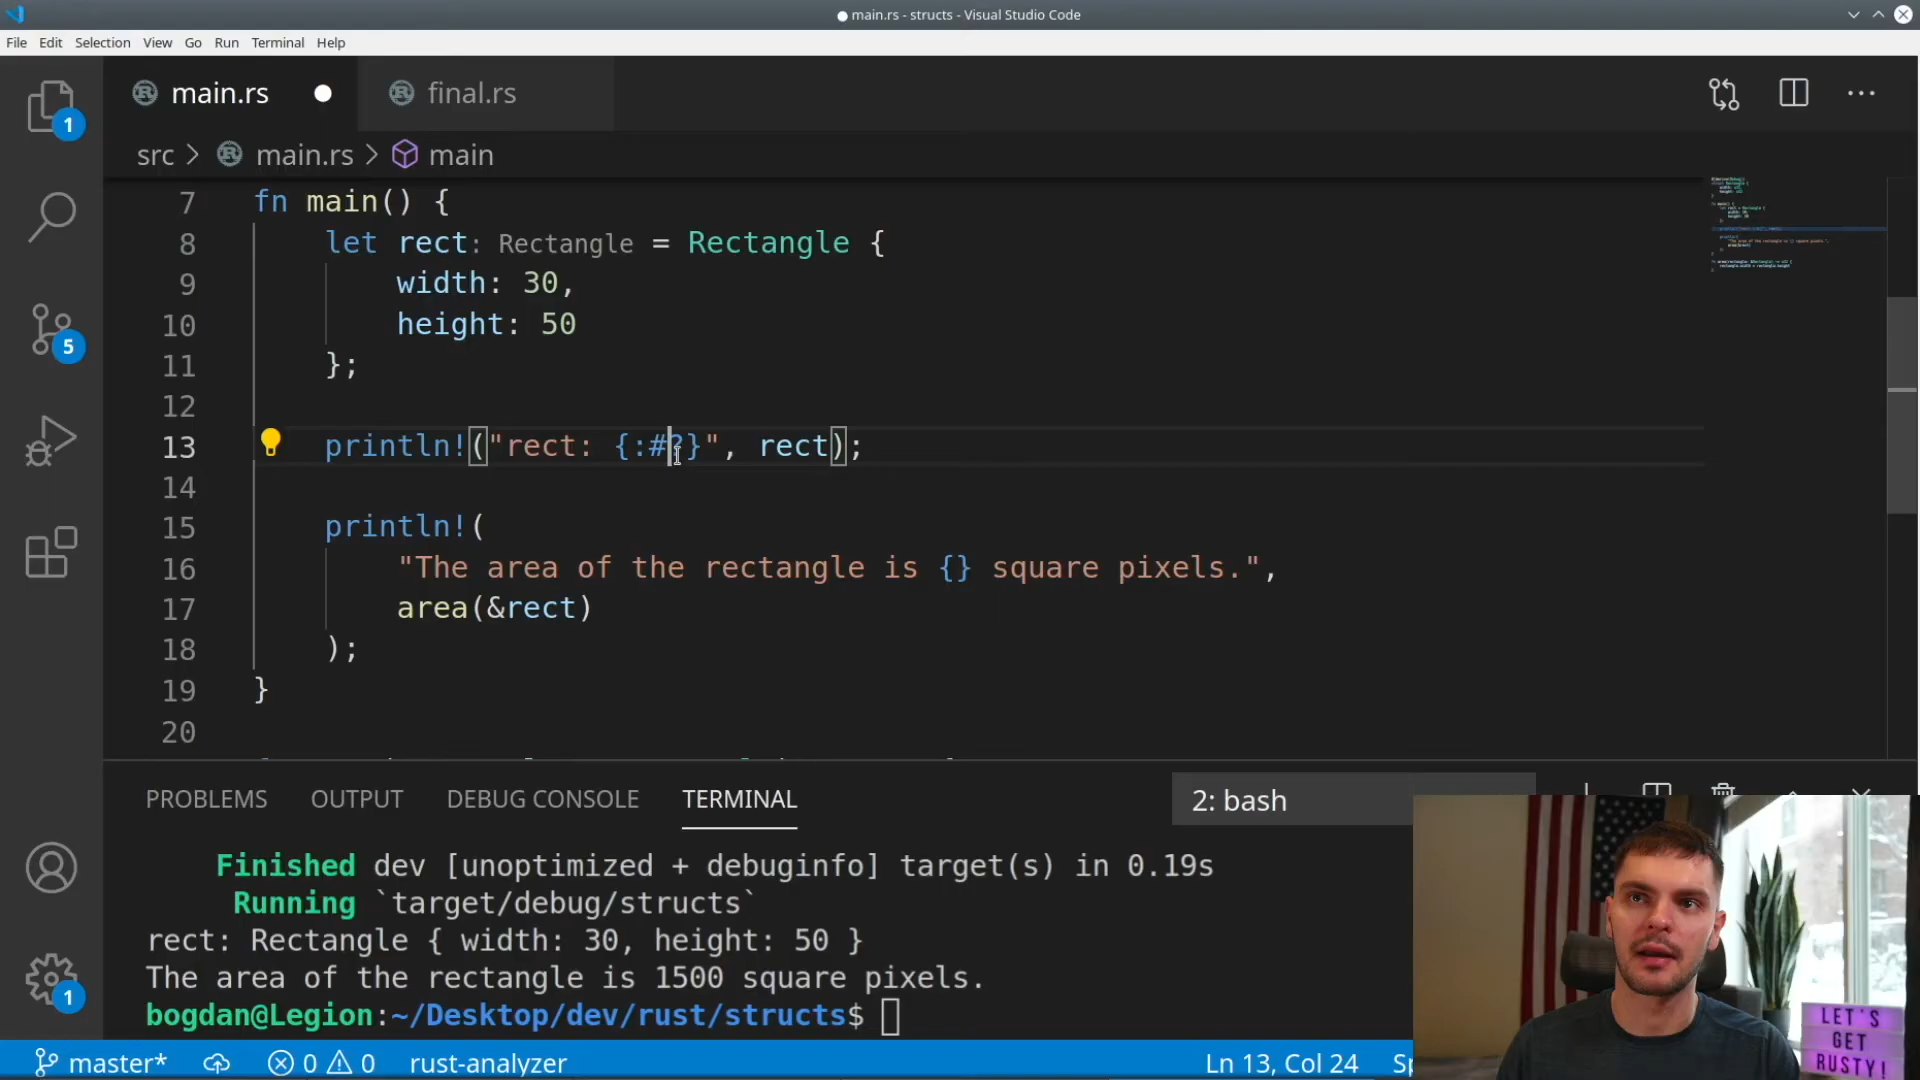 main.rs - structs - Visual Studio Code
File Edit Selection View Go Run Terminal Help
main.rs final.rs
1
src > main.rs > main
7 fn main() {
8 let rect: Rectangle = Rectangle {
9 width: 30,
10 height: 50
11 };
12
13 println!("rect: {:#?}", rect);
14
15 println!(
16 "The area of the rectangle is {} square pixels.",
17 area(&rect)
18 );
19 }
20
5
PROBLEMS OUTPUT DEBUG CONSOLE TERMINAL 2: bash
Finished dev [unoptimized + debuginfo] target(s) in 0.19s
Running `target/debug/structs`
rect: Rectangle { width: 30, height: 50 }
The area of the rectangle is 1500 square pixels.
bogdan@Legion:~/Desktop/dev/rust/structs$
1
LET'S
GET
RUSTY!
master* 0 0 rust-analyzer Ln 13, Col 24